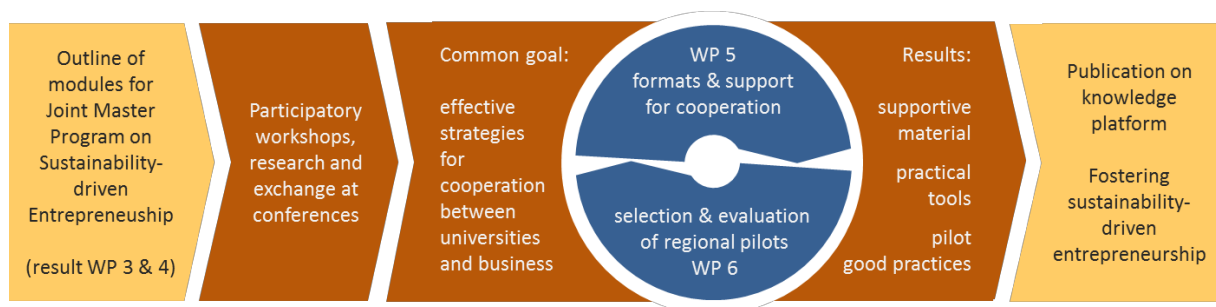 Outline of
modules for
Joint Master
Program on
Sustainability-
driven
Entrepreneuship
(result WP 3 & 4)
Participatory
workshops,
research and
exchange at
conferences
Common goal:
effective
strategies
for
cooperation
between
universities
and business
WP 5
formats & support
for cooperation
selection & evaluation
of regional pilots
WP 6
Results:
supportive
material
practical
tools
pilot
good practices
Publication on
knowledge
platform
Fostering
sustainability-
driven
entrepreneurship